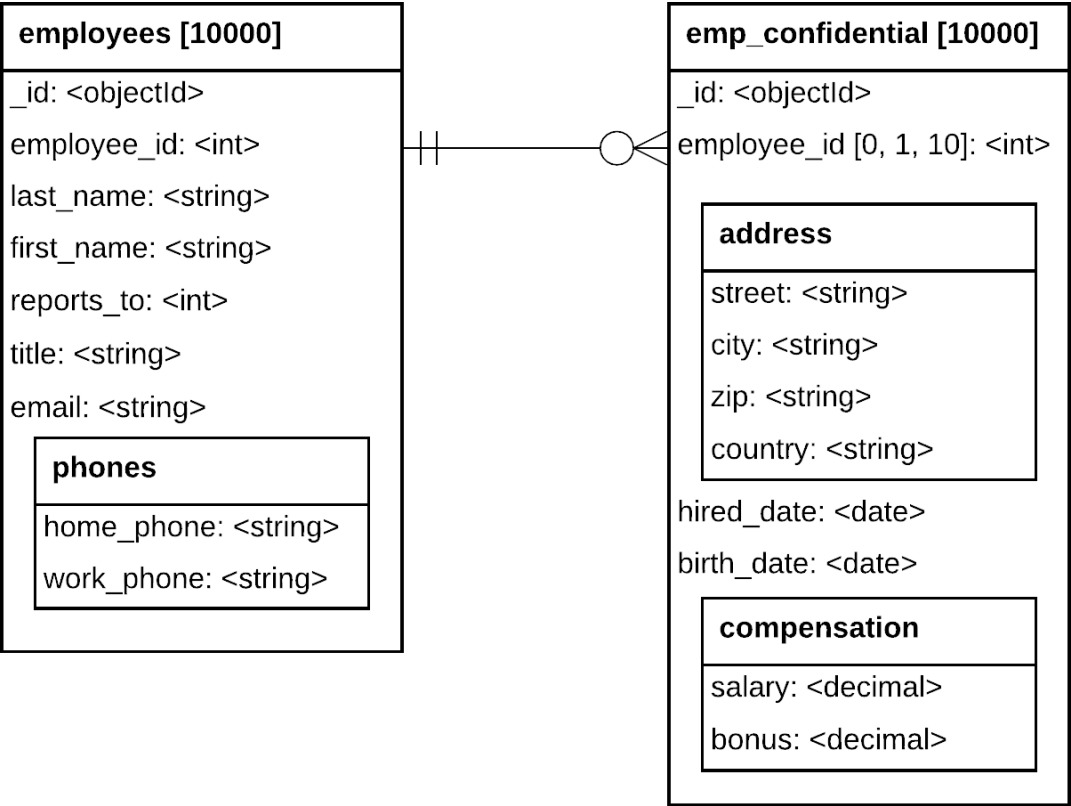 employees [10000]
_id: <objectId>
employee_id: <int>
last_name: <string>
first_name: <string>
reports_to: <int>
title: <string>
email: <string>
phones
home_phone: <string>
work_phone: <string>
emp_confidential [10000]
_id: <objectId>
employee_id [0, 1, 10]: <int>
address
street: <string>
city: <string>
zip: <string>
country: <string>
hired_date: <date>
birth_date: <date>
compensation
salary: <decimal>
bonus: <decimal>